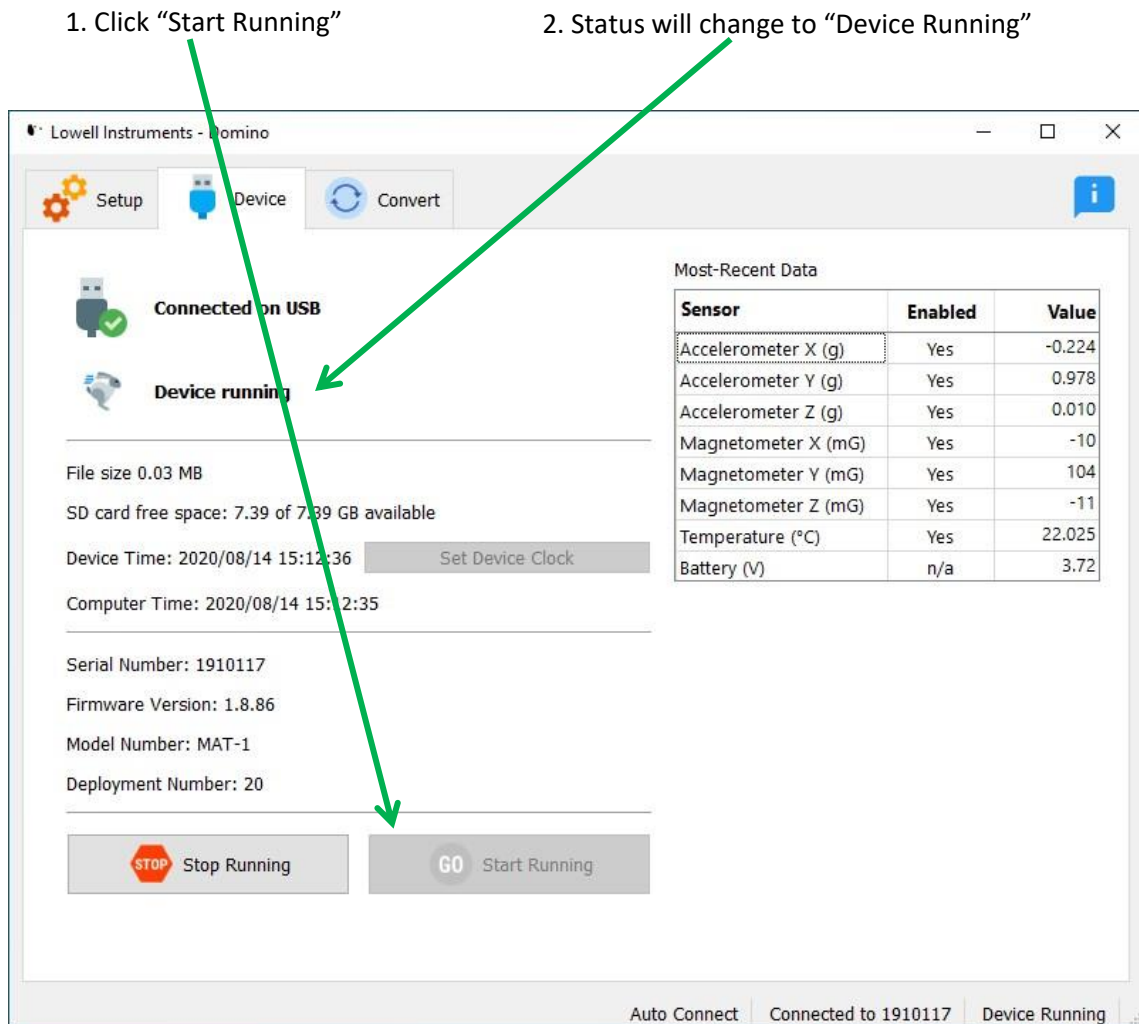 1. Click “Start Running”
2. Status will change to “Device Running”
Lowell Instruments - Domino
Setup
Device
Convert
i
Connected on USB
Device running
File size 0.03 MB
SD card free space: 7.39 of 7.39 GB available
Device Time: 2020/08/14 15:12:36
Set Device Clock
Computer Time: 2020/08/14 15:12:35
Serial Number: 1910117
Firmware Version: 1.8.86
Model Number: MAT-1
Deployment Number: 20
STOP Stop Running
GO Start Running
Most-Recent Data
Sensor Enabled Value
Accelerometer X (g) Yes -0.224
Accelerometer Y (g) Yes 0.978
Accelerometer Z (g) Yes 0.010
Magnetometer X (mG) Yes -10
Magnetometer Y (mG) Yes 104
Magnetometer Z (mG) Yes -11
Temperature (°C) Yes 22.025
Battery (V) n/a 3.72
Auto Connect Connected to 1910117 Device Running